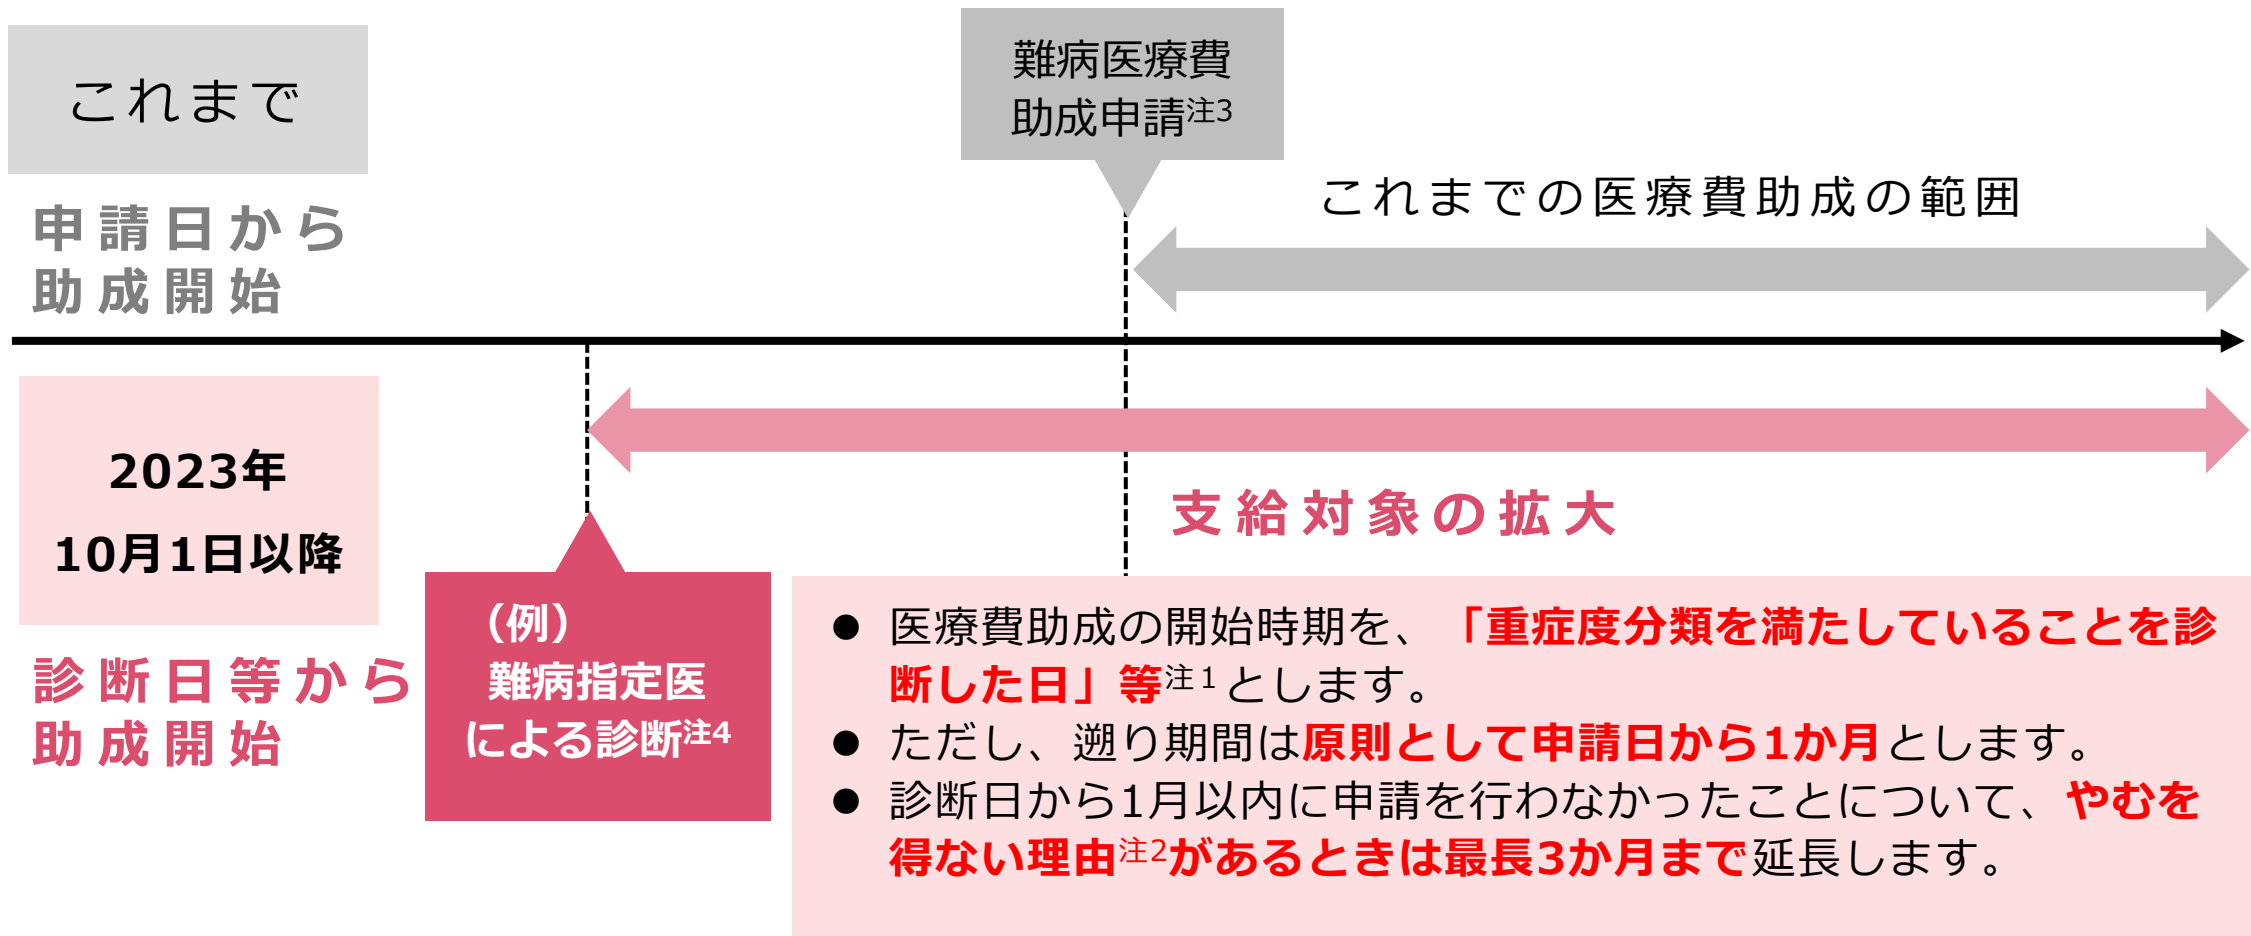 これまで
難病医療費
助成申請注3
申請日から
助成開始
これまでの医療費助成の範囲
2023年
10月1日以降
診断日等から
助成開始
（例）
難病指定医
による診断注4
支給対象の拡大
● 医療費助成の開始時期を、「重症度分類を満たしていることを診
断した日」等注1とします。
● ただし、遡り期間は原則として申請日から1か月とします。
● 診断日から1月以内に申請を行わなかったことについて、やむを
得ない理由注2があるときは最長3か月まで延長します。